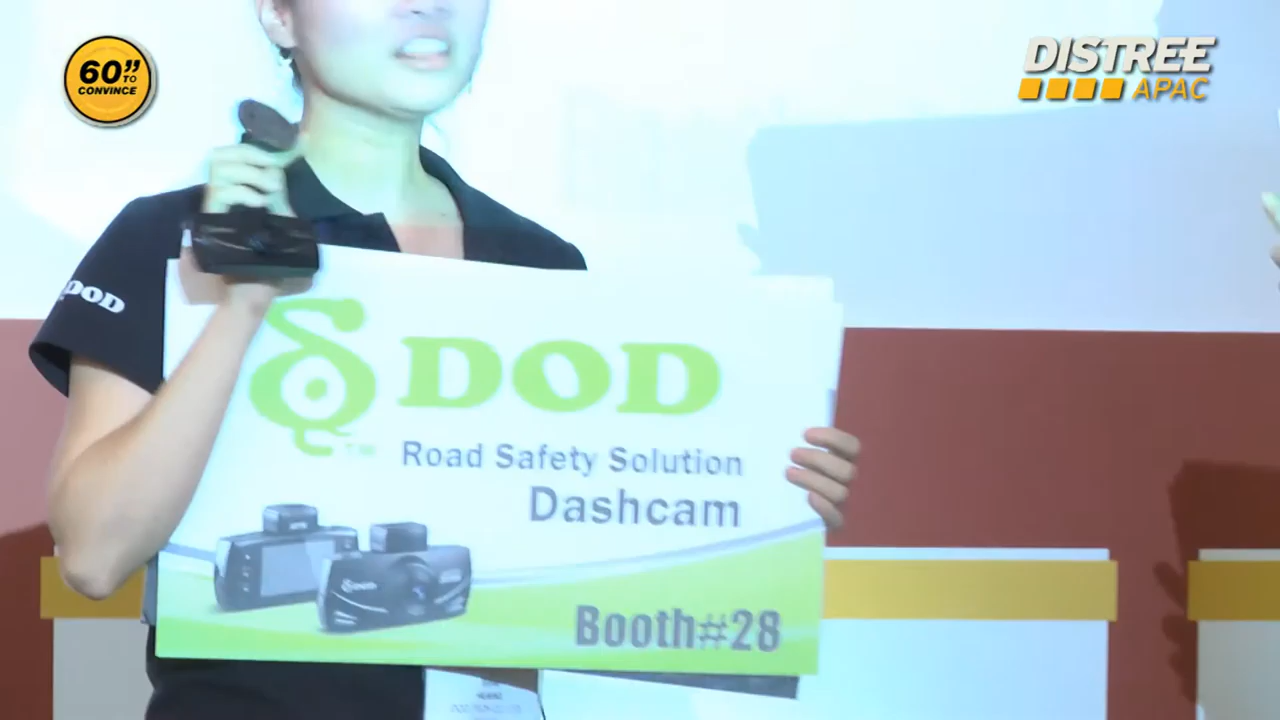 60”
TO
CONVINCE
DISTREE
APAC
DOD
DOD
TM
Road Safety Solution
Dashcam
Booth#28